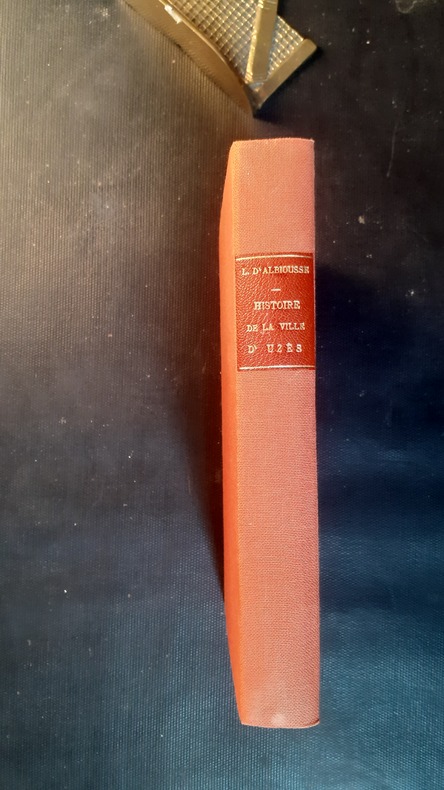 L. D'ALBIOUSSE
—
HISTOIRE
DE LA VILLE
D' UZÈS